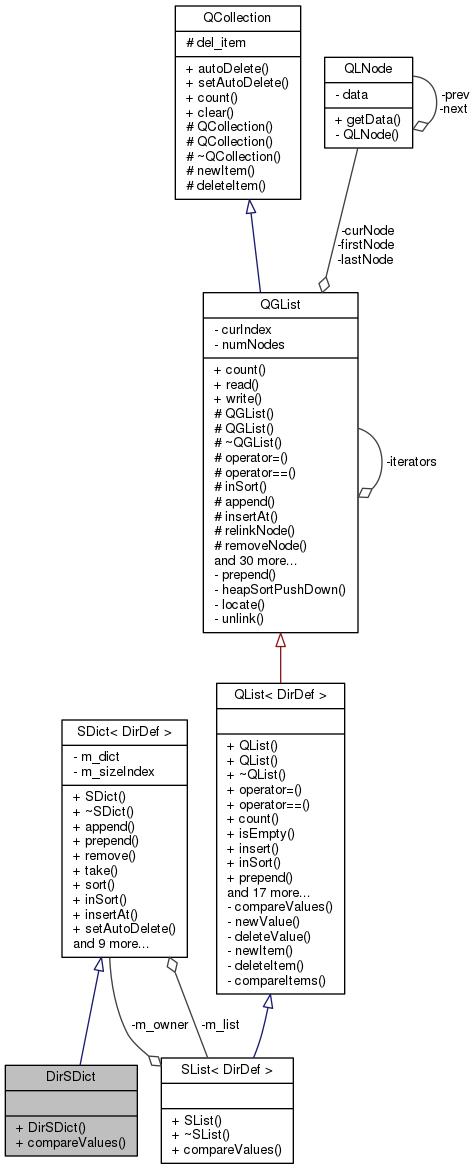 QCollection
# del_item
+ autoDelete()
+ setAutoDelete()
+ count()
+ clear()
# QCollection()
# QCollection()
# ~QCollection()
# newItem()
# deleteItem()
QLNode
- data
+ getData()
- QLNode()
-prev
-next
-curNode
-firstNode
-lastNode
QGList
- curIndex
- numNodes
+ count()
+ read()
+ write()
# QGList()
# QGList()
# ~QGList()
# operator=()
# operator==()
# inSort()
# append()
# insertAt()
# relinkNode()
# removeNode()
and 30 more...
- prepend()
- heapSortPushDown()
- locate()
- unlink()
-iterators
QList< DirDef >
+ QList()
+ QList()
+ ~QList()
+ operator=()
+ operator==()
+ count()
+ isEmpty()
+ insert()
+ inSort()
+ prepend()
and 17 more...
- compareValues()
- newValue()
- deleteValue()
- newItem()
- deleteItem()
- compareItems()
SDict< DirDef >
- m_dict
- m_sizeIndex
+ SDict()
+ ~SDict()
+ append()
+ prepend()
+ remove()
+ take()
+ sort()
+ inSort()
+ insertAt()
+ setAutoDelete()
and 9 more...
-m_owner
-m_list
DirSDict
+ DirSDict()
+ compareValues()
SList< DirDef >
+ SList()
+ ~SList()
+ compareValues()